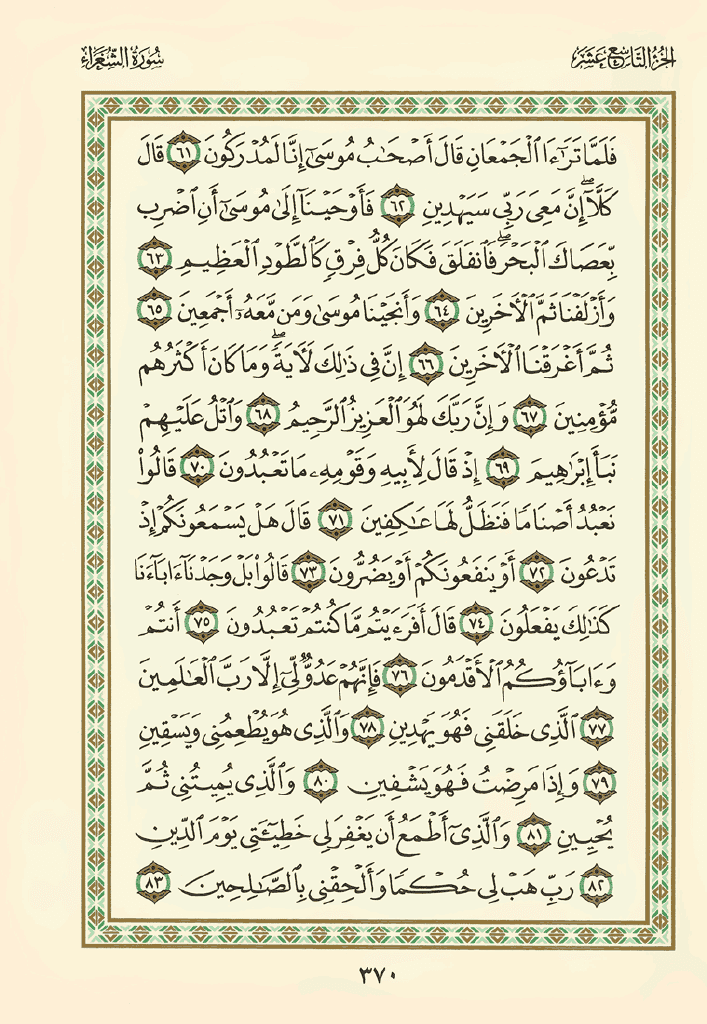 الجزء التاسع عشر
سورة الشعراء
فَلَمَّا تَرَٰٓءَا ٱلْجَمْعَانِ قَالَ أَصْحَٰبُ مُوسَىٰٓ إِنَّا لَمُدْرَكُونَ ٦١ قَالَ
كَلَّآ ۖ إِنَّ مَعِىَ رَبِّى سَيَهْدِينِ ٦٢ فَأَوْحَيْنَآ إِلَىٰ مُوسَىٰٓ أَنِ ٱضْرِب
بِّعَصَاكَ ٱلْبَحْرَ ۖ فَٱنفَلَقَ فَكَانَ كُلُّ فِرْقٍ كَٱلطَّوْدِ ٱلْعَظِيمِ ٦٣
وَأَزْلَفْنَا ثَمَّ ٱلْءَاخَرِينَ ٦٤ وَأَنجَيْنَا مُوسَىٰ وَمَن مَّعَهُۥٓ أَجْمَعِينَ ٦٥
ثُمَّ أَغْرَقْنَا ٱلْءَاخَرِينَ ٦٦ إِنَّ فِى ذَٰلِكَ لَءَايَةً ۖ وَمَا كَانَ أَكْثَرُهُم
مُّؤْمِنِينَ ٦٧ وَإِنَّ رَبَّكَ لَهُوَ ٱلْعَزِيزُ ٱلرَّحِيمُ ٦٨ وَٱتْلُ عَلَيْهِمْ
نَبَأَ إِبْرَٰهِيمَ ٦٩ إِذْ قَالَ لِأَبِيهِ وَقَوْمِهِۦ مَا تَعْبُدُونَ ٧٠ قَالُوا۟
نَعْبُدُ أَصْنَامًا فَنَظَلُّ لَهَا عَٰكِفِينَ ٧١ قَالَ هَلْ يَسْمَعُونَكُمْ إِذْ
تَدْعُونَ ٧٢ أَوْ يَنفَعُونَكُمْ أَوْ يَضُرُّونَ ٧٣ قَالُوا۟ بَلْ وَجَدْنَآ ءَابَآءَنَا
كَذَٰلِكَ يَفْعَلُونَ ٧٤ قَالَ أَفَرَءَيْتُم مَّا كُنتُمْ تَعْبُدُونَ ٧٥ أَنتُمْ
وَءَابَآؤُكُمُ ٱلْأَقْدَمُونَ ٧٦ فَإِنَّهُمْ عَدُوٌّ لِّىٓ إِلَّا رَبَّ ٱلْعَٰلَمِينَ
٧٧ ٱلَّذِى خَلَقَنِى فَهُوَ يَهْدِينِ ٧٨ وَٱلَّذِى هُوَ يُطْعِمُنِى وَيَسْقِينِ
٧٩ وَإِذَا مَرِضْتُ فَهُوَ يَشْفِينِ ٨٠ وَٱلَّذِى يُمِيتُنِى ثُمَّ
يُحْيِينِ ٨١ وَٱلَّذِىٓ أَطْمَعُ أَن يَغْفِرَ لِى خَطِيٓـَٔتِى يَوْمَ ٱلدِّينِ
٨٢ رَبِّ هَبْ لِى حُكْمًا وَأَلْحِقْنِى بِٱلصَّٰلِحِينَ ٨٣
٣٧٠